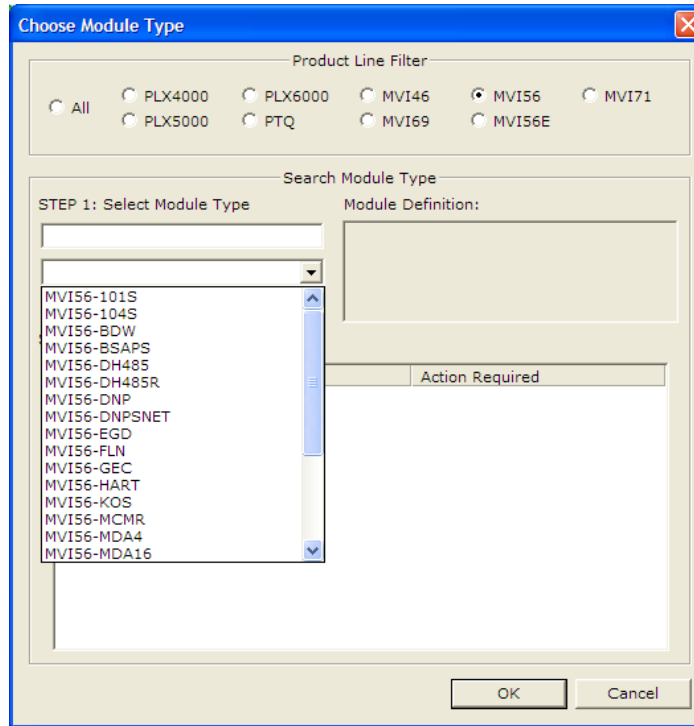 Choose Module Type
Product Line Filter
All
PLX4000
PLX6000
MVI46
MVI56
MVI71
PLX5000
PTQ
MVI69
MVI56E
Search Module Type
STEP 1: Select Module Type
Module Definition:
MVI56-101S
MVI56-104S
MVI56-BDW
MVI56-BSAPS
MVI56-DH485
MVI56-DH485R
MVI56-DNP
MVI56-DNPSNET
MVI56-EGD
MVI56-FLN
MVI56-GEC
MVI56-HART
MVI56-KOS
MVI56-MCMR
MVI56-MDA4
MVI56-MDA16
Action Required
OK
Cancel